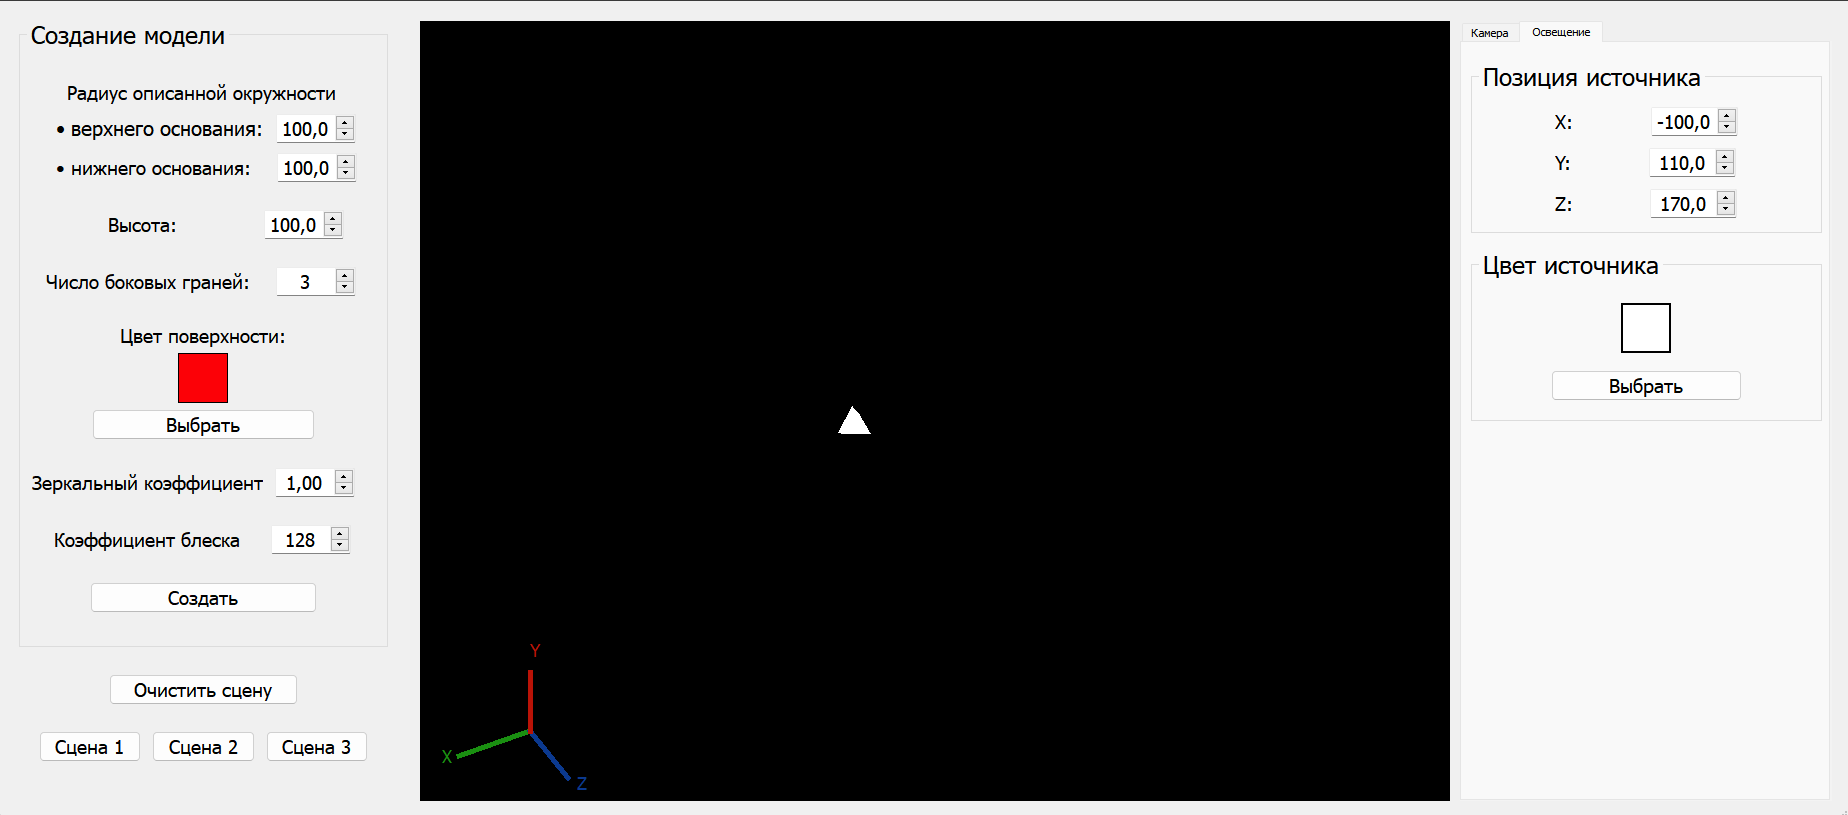 Создание модели
Радиус описанной окружности
• верхнего основания: 100,0
• нижнего основания: 100,0
Высота: 100,0
Число боковых граней: 3
Цвет поверхности:
Выбрать
Зеркальный коэффициент 1,00
Коэффициент блеска 128
Создать
Очистить сцену
Сцена 1 Сцена 2 Сцена 3
Y
X
Z
Камера Освещение
Позиция источника
X: -100,0
Y: 110,0
Z: 170,0
Цвет источника
Выбрать